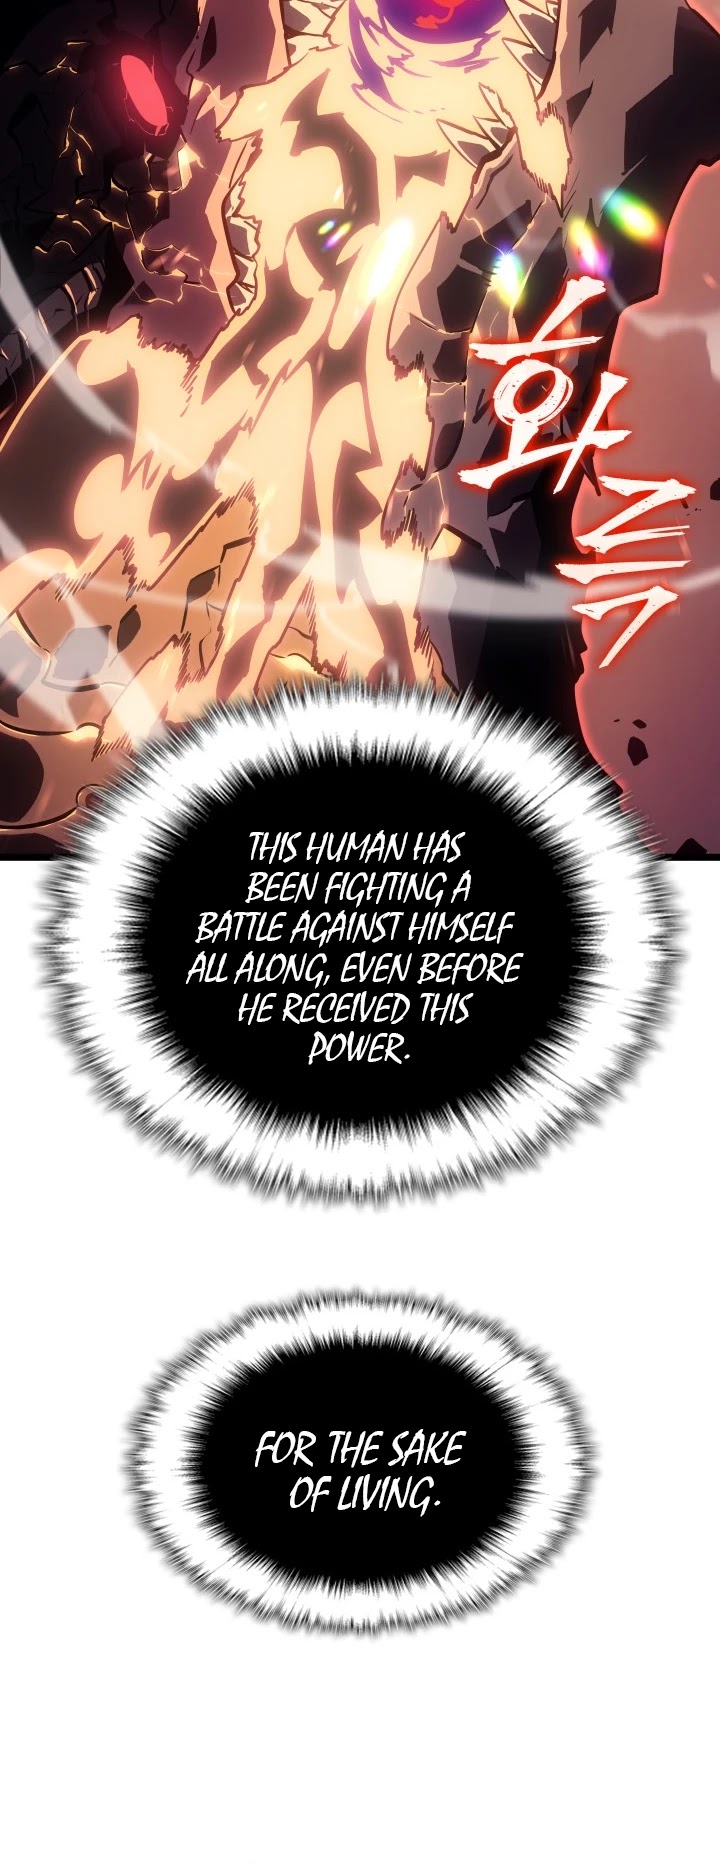 화
륵
THIS HUMAN HAS
BEEN FIGHTING A
BATTLE AGAINST HIMSELF
ALL ALONG, EVEN BEFORE
HE RECEIVED THIS
POWER.
FOR THE SAKE
OF LIVING.